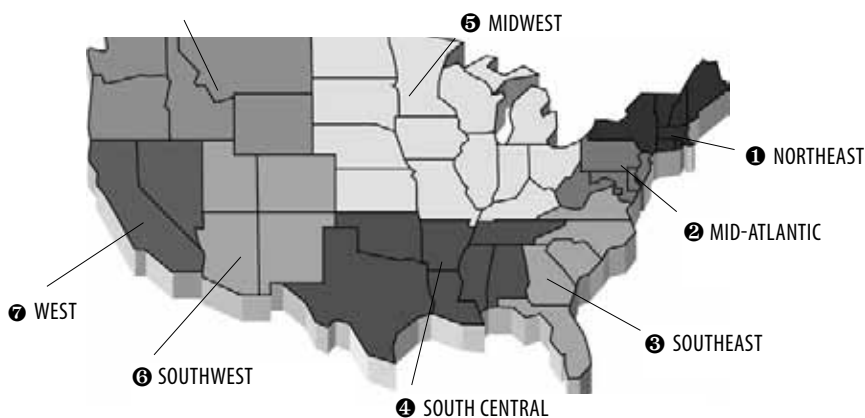 ❺ MIDWEST
❶ NORTHEAST
❷ MID-ATLANTIC
❼ WEST
❸ SOUTHEAST
❻ SOUTHWEST
❹ SOUTH CENTRAL